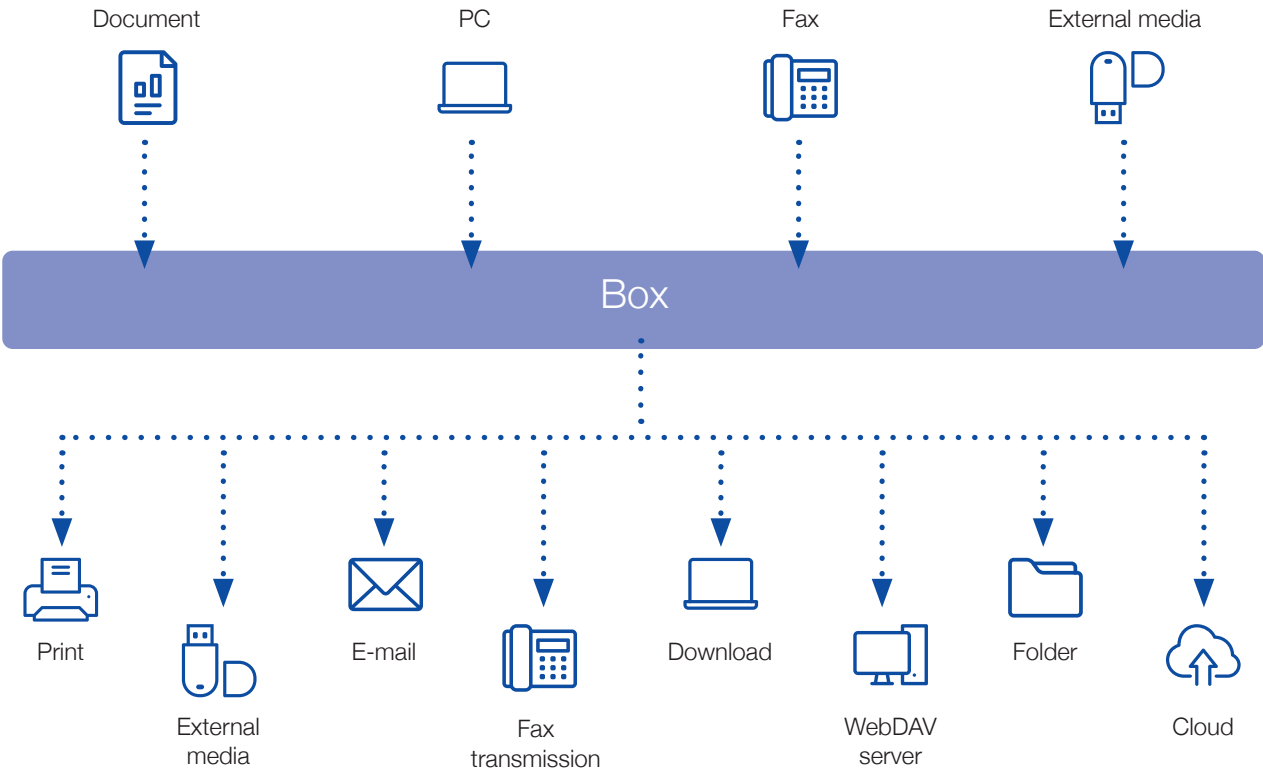 Document
PC
Fax
External media
Box
Print
E-mail
Download
Folder
External
media
Fax
transmission
WebDAV
server
Cloud